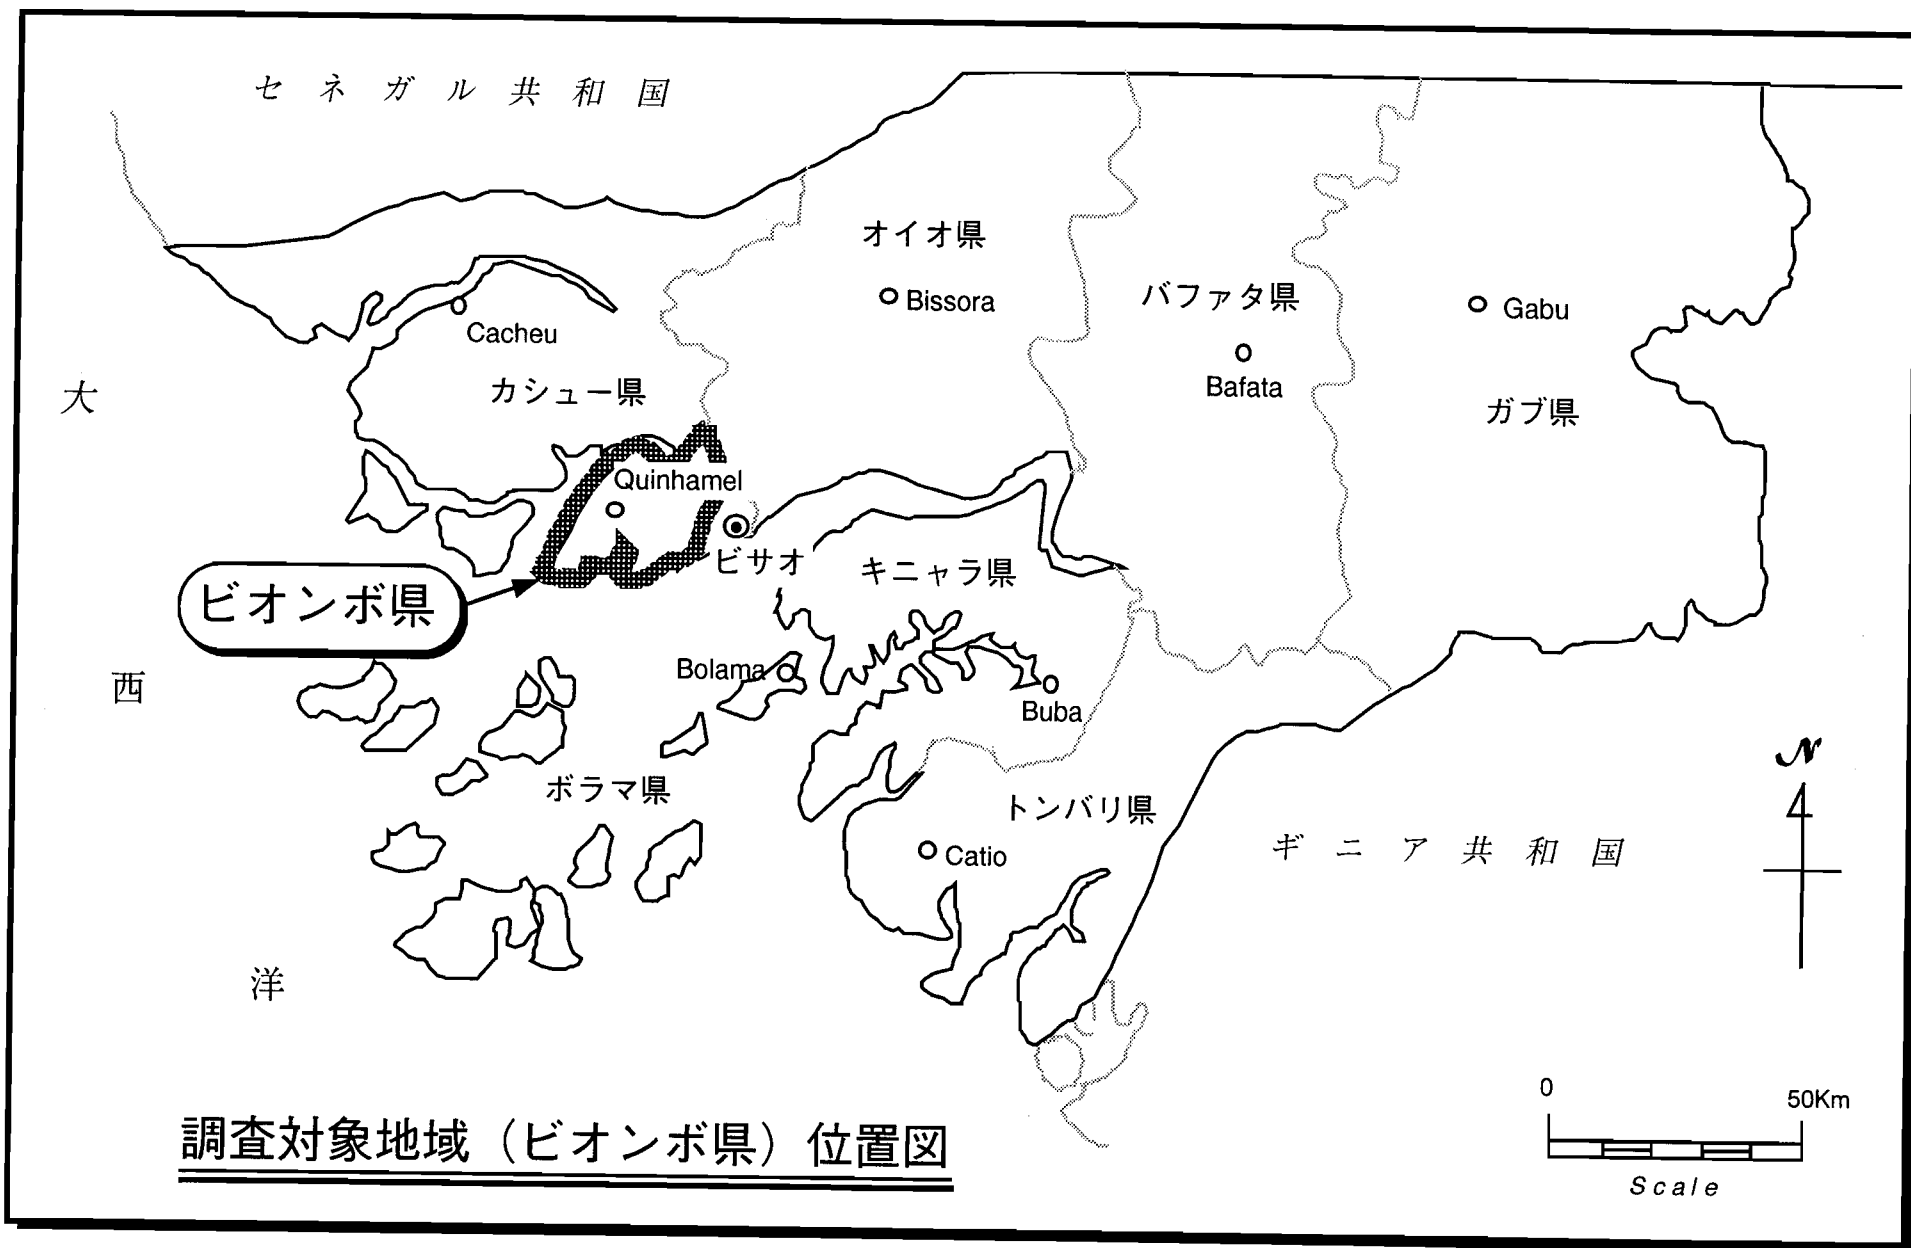 セネガル共和国
オイオ県
Bissora
バファタ県
Bafata
Gabu
ガブ県
Cacheu
カシュー県
大
西
洋
Quinhamel
ビサオ
ビオンボ県
キニャラ県
Bolama
Buba
ボラマ県
トンバリ県
Catio
ギニア共和国
N
0
50Km
Scale
調査対象地域（ビオンボ県）位置図